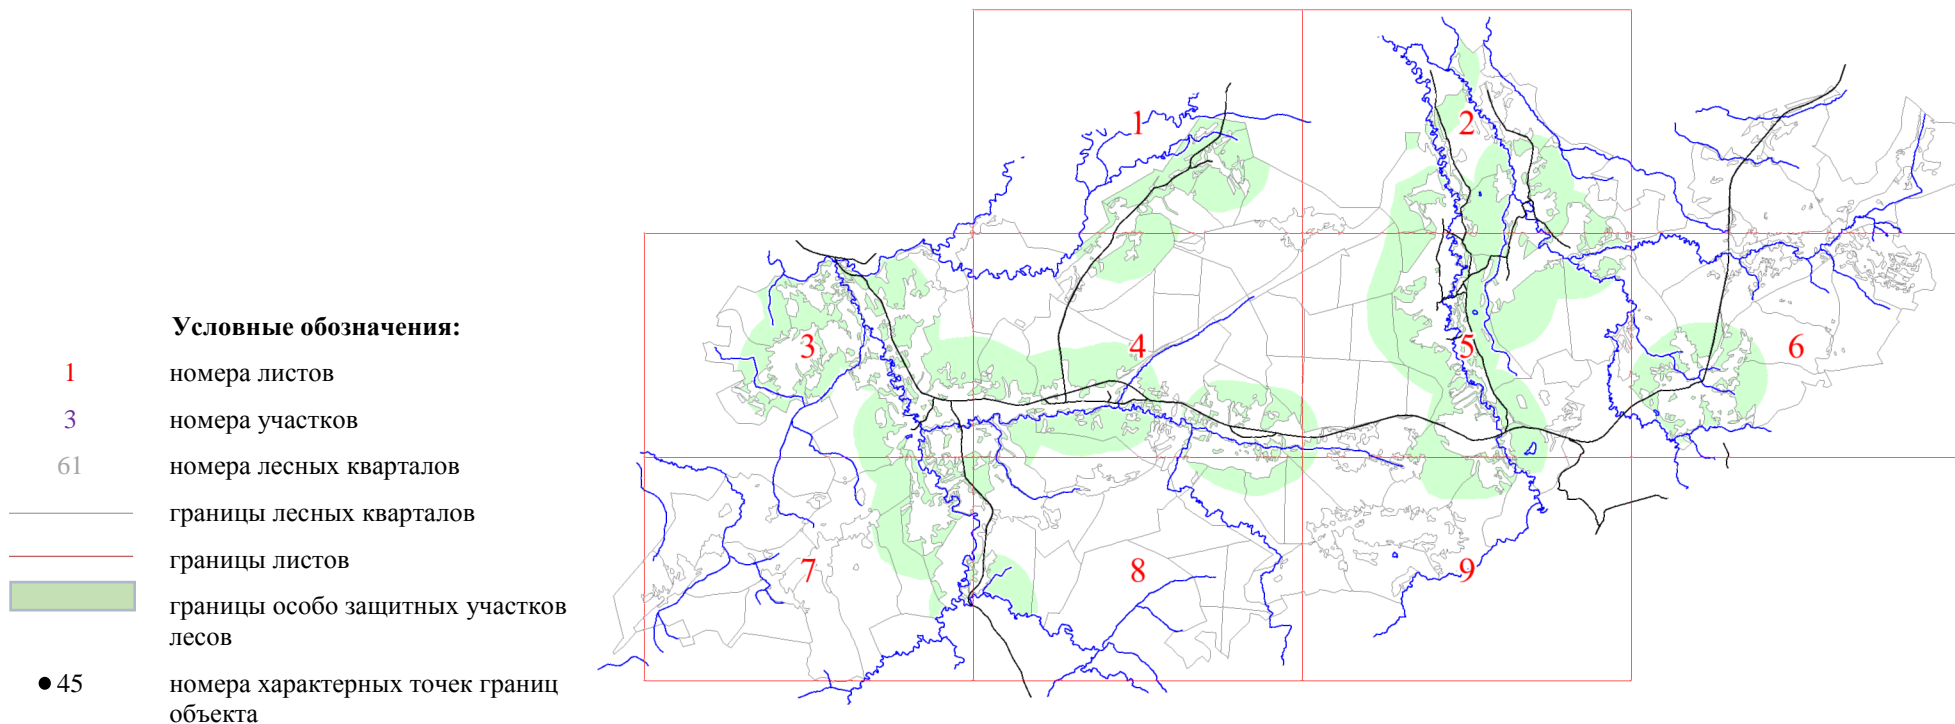 Условные обозначения:
1 номера листов
3 номера участков
61 номера лесных кварталов
границы лесных кварталов
границы листов
границы особо защитных участков
лесов
45 номера характерных точек границ
объекта
1
2
3
4
5
6
7
8
9